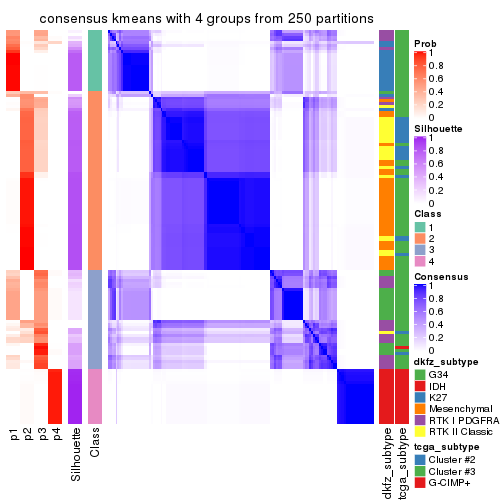 consensus kmeans with 4 groups from 250 partitions
p1
p2
p3
p4
Silhouette
Class
dkfz_subtype
tcga_subtype
Prob
1
0.8
0.6
0.4
0.2
0
Silhouette
1
0.8
0.6
0.4
0.2
0
Class
1
2
3
4
Consensus
1
0.8
0.6
0.4
0.2
0
dkfz_subtype
G34
IDH
K27
Mesenchymal
RTK I PDGFRA
RTK II Classic
tcga_subtype
Cluster #2
Cluster #3
G-CIMP+